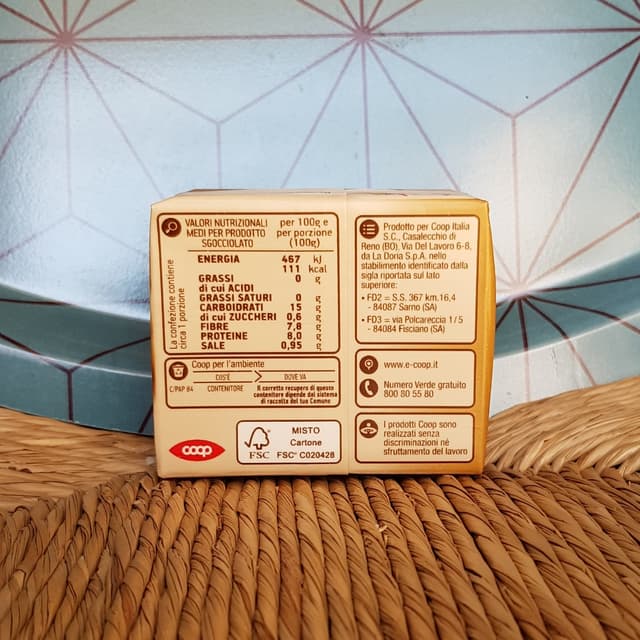 VALORI NUTRIZIONALI
MEDI PER PRODOTTO
SGOCCIOLATO
per 100g e
per porzione
(100g)
La confezione contiene
circa 1 porzione
ENERGIA 467 kJ
111 kcal
GRASSI 0 g
di cui ACIDI
GRASSI SATURI 0 g
CARBOIDRATI 15 g
di cui ZUCCHERI 0,6 g
FIBRE 7,8 g
PROTEINE 8,0 g
SALE 0,95 g
Coop per l'ambiente
COS'È DOVE VA
C/PAP 84 CONTENITORE
Il corretto recupero di questo
contenitore dipende dal sistema
di raccolta del tuo Comune
coop
FSC
MISTO
Cartone
FSC® C020428
Prodotto per Coop Italia
S.C., Casalecchio di
Reno (BO), Via Del Lavoro 6-8,
da La Doria S.p.A. nello
stabilimento identificato dalla
sigla riportata sul lato
superiore:
• FD2 = S.S. 367 km.16,4
- 84087 Sarno (SA)
• FD3 = via Polcareccia 1/5
- 84084 Fisciano (SA)
www.e-coop.it
Numero Verde gratuito
800 80 55 80
I prodotti Coop sono
realizzati senza
discriminazioni né
sfruttamento del lavoro